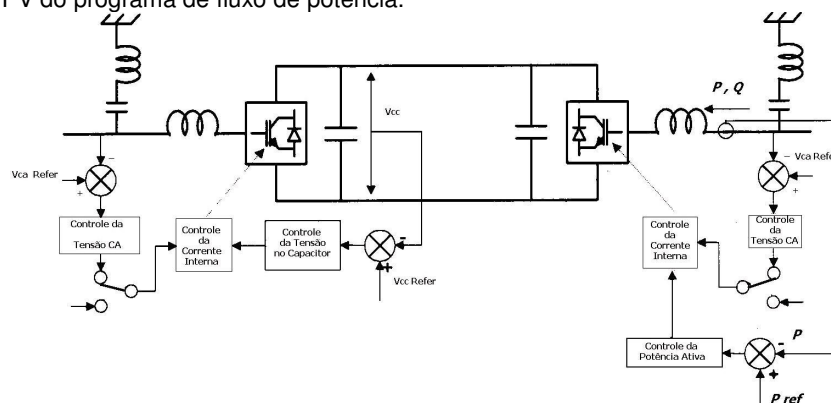 PV do programa de fluxo de potência.
P, Q
Vcc
- Vca Refer
+
-
Vca Refer
+
Controle da
Tensão CA
Controle
da
Corrente
Interna
Controle
da Tensão
no Capacitor
-
+
Vcc Refer
Controle
da
Corrente
Interna
Controle
da
Tensão CA
Controle da
Potência Ativa
-
P
+
P ref